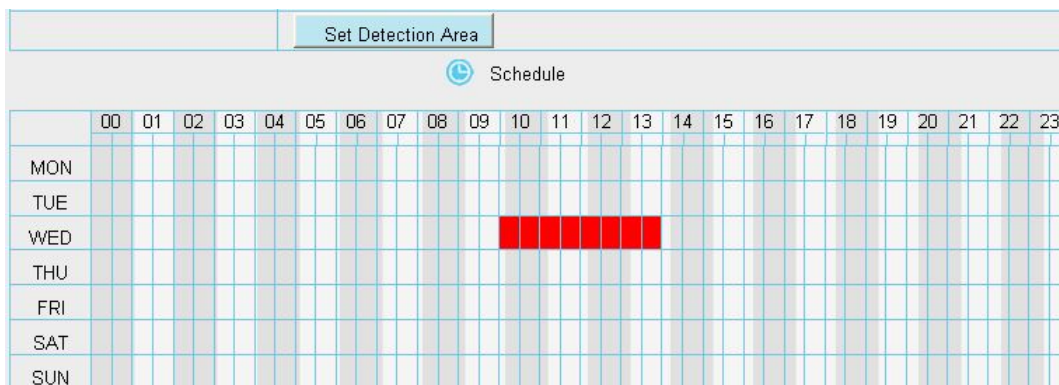 Set Detection Area
Schedule
00 01 02 03 04 05 06 07 08 09 10 11 12 13 14 15 16 17 18 19 20 21 22 23
MON
TUE
WED
THU
FRI
SAT
SUN